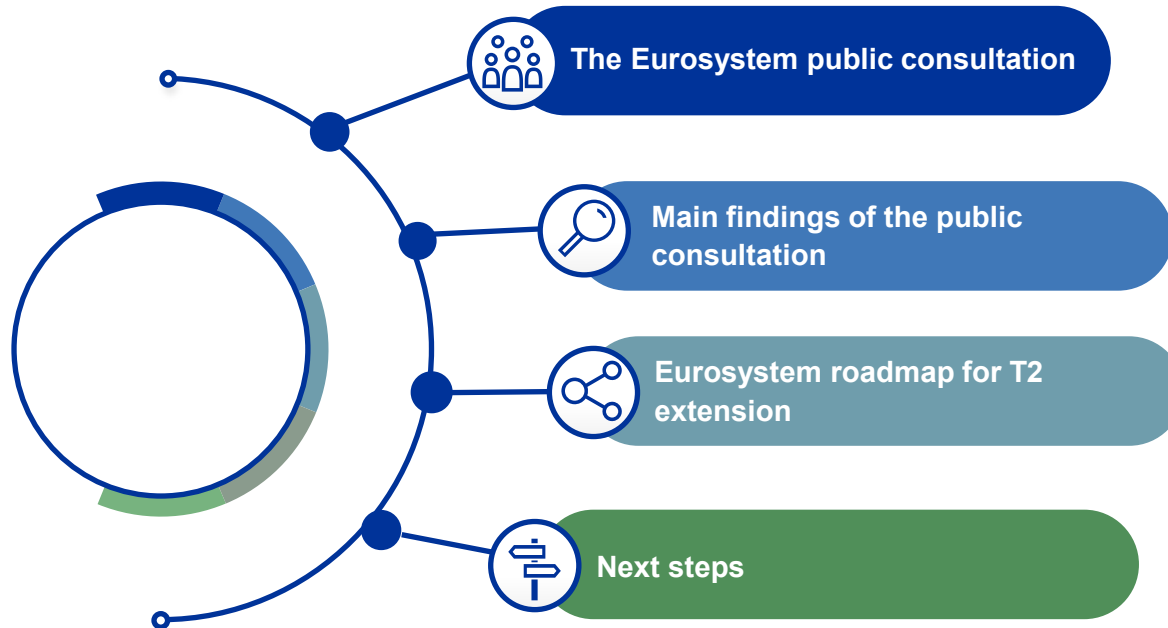 The Eurosystem public consultation
Main findings of the public
consultation
Eurosystem roadmap for T2
extension
Next steps